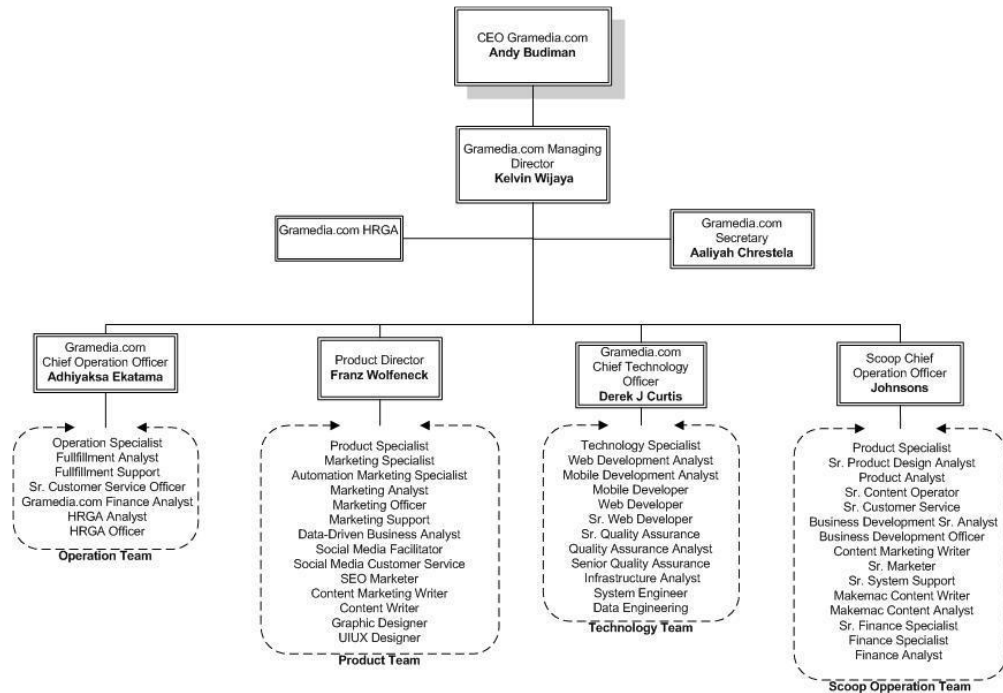 CEO Gramedia.com
Andy Budiman
Gramedia.com Managing
Director
Kelvin Wijaya
Gramedia.com HRGA
Gramedia.com
Secretary
Aaliyah Chrestela
Gramedia.com
Chief Operation Officer
Adhiyaksa Ekatama
Product Director
Franz Wolfeneck
Gramedia.com
Chief Technology
Officer
Derek J Curtis
Scoop Chief
Operation Officer
Johnsons
Operation Specialist
Fullfillment Analyst
Fullfillment Support
Sr. Customer Service Officer
Gramedia.com Finance Analyst
HRGA Analyst
HRGA Officer
Operation Team
Product Specialist
Marketing Specialist
Automation Marketing Specialist
Marketing Analyst
Marketing Officer
Marketing Support
Data-Driven Business Analyst
Social Media Facilitator
Social Media Customer Service
SEO Marketer
Content Marketing Writer
Content Writer
Graphic Designer
UIUX Designer
Product Team
Technology Specialist
Web Development Analyst
Mobile Development Analyst
Mobile Developer
Web Developer
Sr. Web Developer
Sr. Quality Assurance
Quality Assurance Analyst
Senior Quality Assurance
Infrastructure Analyst
System Engineer
Data Engineering
Technology Team
Product Specialist
Sr. Product Design Analyst
Product Analyst
Sr. Content Operator
Sr. Customer Service
Business Development Sr. Analyst
Business Development Officer
Content Marketing Writer
Sr. Marketer
Sr. System Support
Makemac Content Writer
Makemac Content Analyst
Sr. Finance Specialist
Finance Specialist
Finance Analyst
Scoop Opperation Team